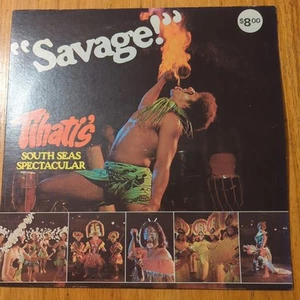 "Savage!"
$8.00
Tihati's
SOUTH SEAS
SPECTACULAR